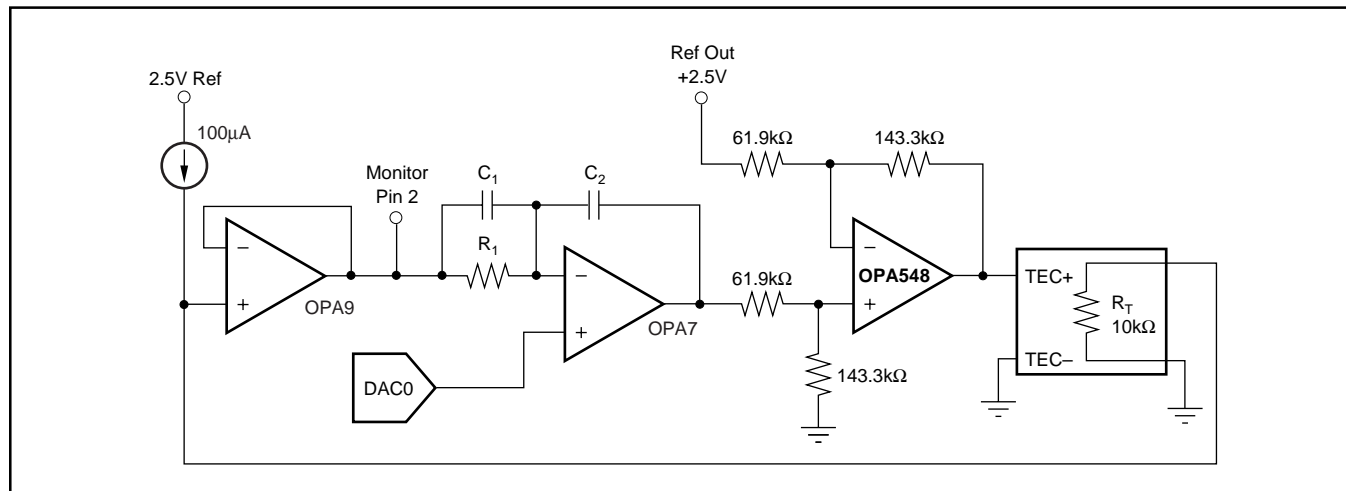 2.5V Ref
100μA
Monitor
Pin 2
C1
C2
R1
−
+
OPA9
−
+
OPA7
DAC0
Ref Out
+2.5V
61.9kΩ
143.3kΩ
61.9kΩ
143.3kΩ
−
OPA548
+
TEC+
RT
10kΩ
TEC–